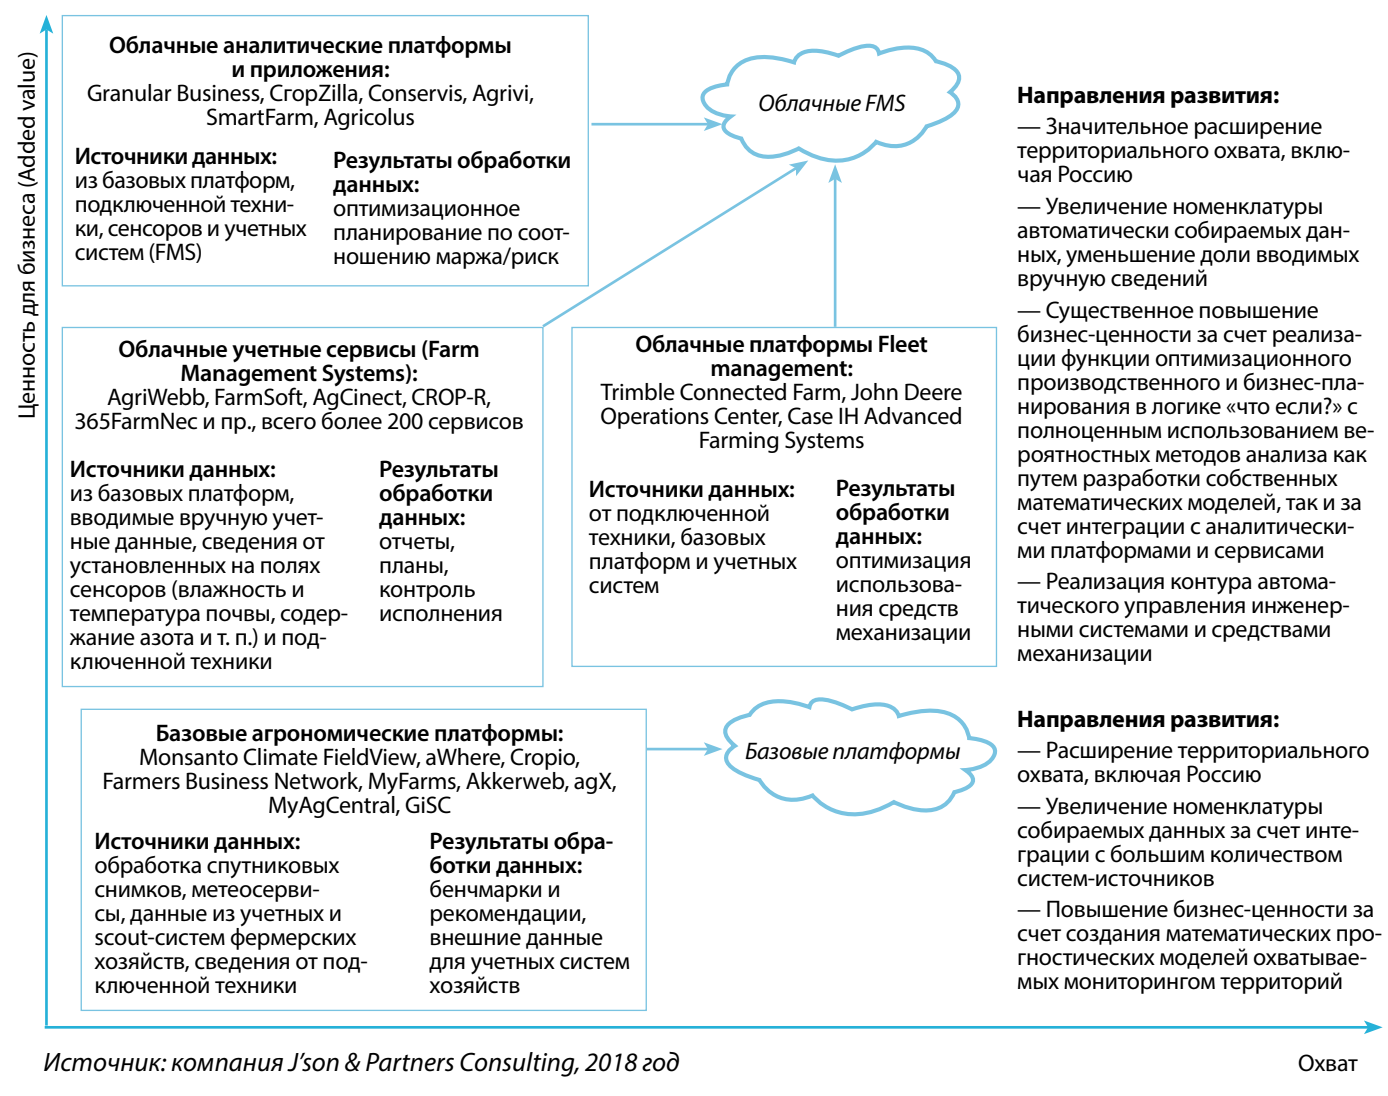 Ценность для бизнеса (Added value)
Облачные аналитические платформы
и приложения:
Granular Business, CropZilla, Conservis, Agrivi,
SmartFarm, Agricolus
Источники данных:
из базовых платформ,
подключенной техни-
ки, сенсоров и учетных
систем (FMS)
Результаты обработки
данных:
оптимизационное
планирование по соот-
ношению маржа/риск
Облачные FMS
Облачные учетные сервисы (Farm
Management Systems):
AgriWebb, FarmSoft, AgCinect, CROP-R,
365FarmNec и пр., всего более 200 сервисов
Источники данных:
из базовых платформ,
вводимые вручную учет-
ные данные, сведения от
установленных на полях
сенсоров (влажность и
температура почвы, содер-
жание азота и т. п.) и под-
ключенной техники
Результаты
обработки
данных:
отчеты,
планы,
контроль
исполнения
Облачные платформы Fleet
management:
Trimble Connected Farm, John Deere
Operations Center, Case IH Advanced
Farming Systems
Источники данных:
от подключенной
техники, базовых
платформ и учетных
систем
Результаты
обработки
данных:
оптимизация
использова-
ния средств
механизации
Направления развития:
— Значительное расширение
территориального охвата, вклю-
чая Россию
— Увеличение номенклатуры
автоматически собираемых дан-
ных, уменьшение доли вводимых
вручную сведений
— Существенное повышение
бизнес-ценности за счет реализа-
ции функции оптимизационного
производственного и бизнес-пла-
нирования в логике «что если?» с
полноценным использованием ве-
роятностных методов анализа как
путем разработки собственных
математических моделей, так и за
счет интеграции с аналитически-
ми платформами и сервисами
— Реализация контура автома-
тического управления инженер-
ными системами и средствами
механизации
Базовые агрономические платформы:
Monsanto Climate FieldView, aWhere, Cropio,
Farmers Business Network, MyFarms, Akkerweb, agX,
MyAgCentral, GiSC
Источники данных:
обработка спутниковых
снимков, метеосерви-
сы, данные из учетных и
scout-систем фермерских
хозяйств, сведения от под-
ключенной техники
Результаты обра-
ботки данных:
бенчмарки и
рекомендации,
внешние данные
для учетных систем
хозяйств
Базовые платформы
Направления развития:
— Расширение территориального
охвата, включая Россию
— Увеличение номенклатуры
собираемых данных за счет инте-
грации с большим количеством
систем-источников
— Повышение бизнес-ценности за
счет создания математических про-
гностических моделей охватывае-
мых мониторингом территорий
Источник: компания J’son & Partners Consulting, 2018 год
Охват